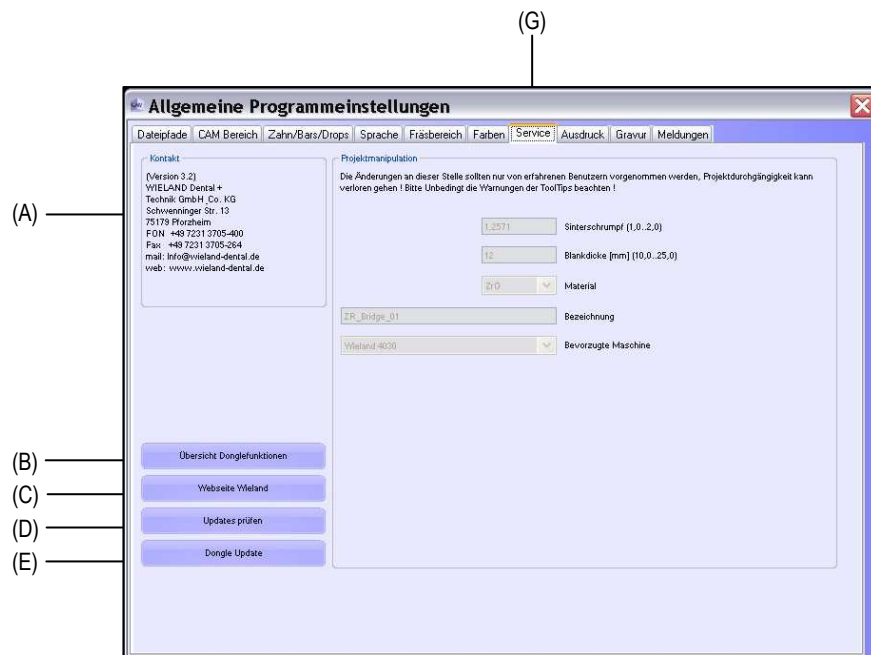 (G)
Allgemeine Programmeinstellungen
Dateipfade CAM Bereich Zahn/Bars/Drops Sprache Fräsbereich Farben Service Ausdruck Gravur Meldungen
Kontakt
(Version 3.2)
WIELAND Dental +
Technik GmbH_Co. KG
Schwenninger Str. 13
75179 Pforzheim
FON +49 7231 3705-400
Fax +49 7231 3705-264
mail: Info@wieland-dental.de
web: www.wieland-dental.de
(A)
Projektmanipulation
Die Änderungen an dieser Stelle sollten nur von erfahrenen Benutzern vorgenommen werden, Projektdurchgängigkeit kann
verloren gehen ! Bitte Unbedingt die Warnungen der ToolTips beachten !
1,2571 Sinterschrumpf (1,0..2,0)
12 Blankdicke [mm] (10,0..25,0)
ZrO Material
ZR_Bridge_01 Bezeichnung
Wieland 4030 Bevorzugte Maschine
(B) Übersicht Donglefunktionen
(C) Webseite Wieland
(D) Updates prüfen
(E) Dongle Update